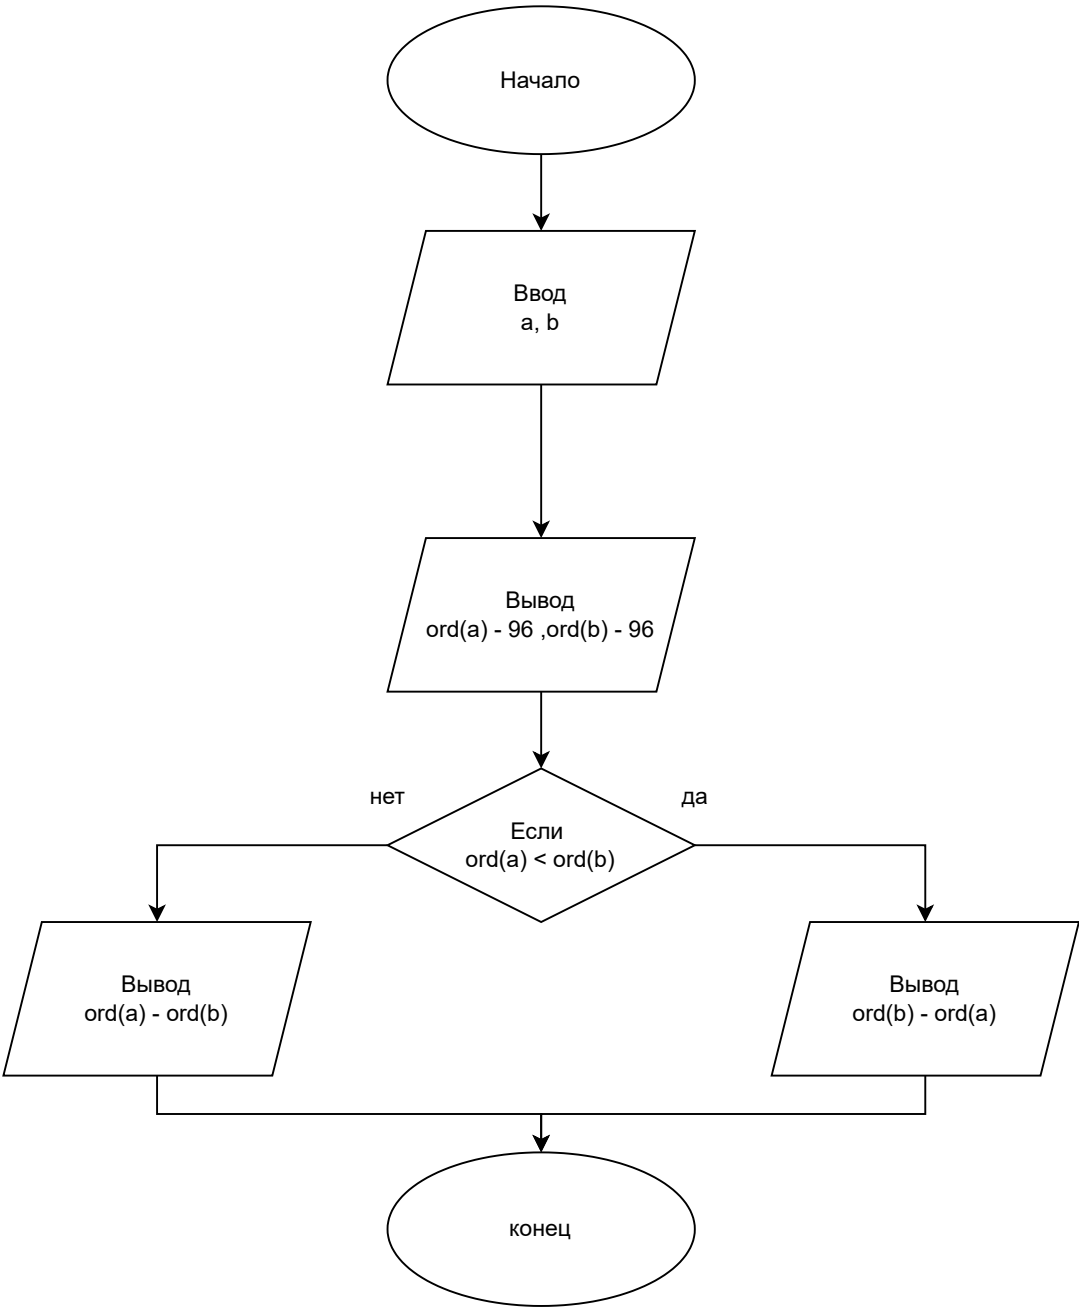 Начало
Ввод
a, b
Вывод
ord(a) - 96 ,ord(b) - 96
нет
да
Если
ord(a) < ord(b)
Вывод
ord(a) - ord(b)
Вывод
ord(b) - ord(a)
конец